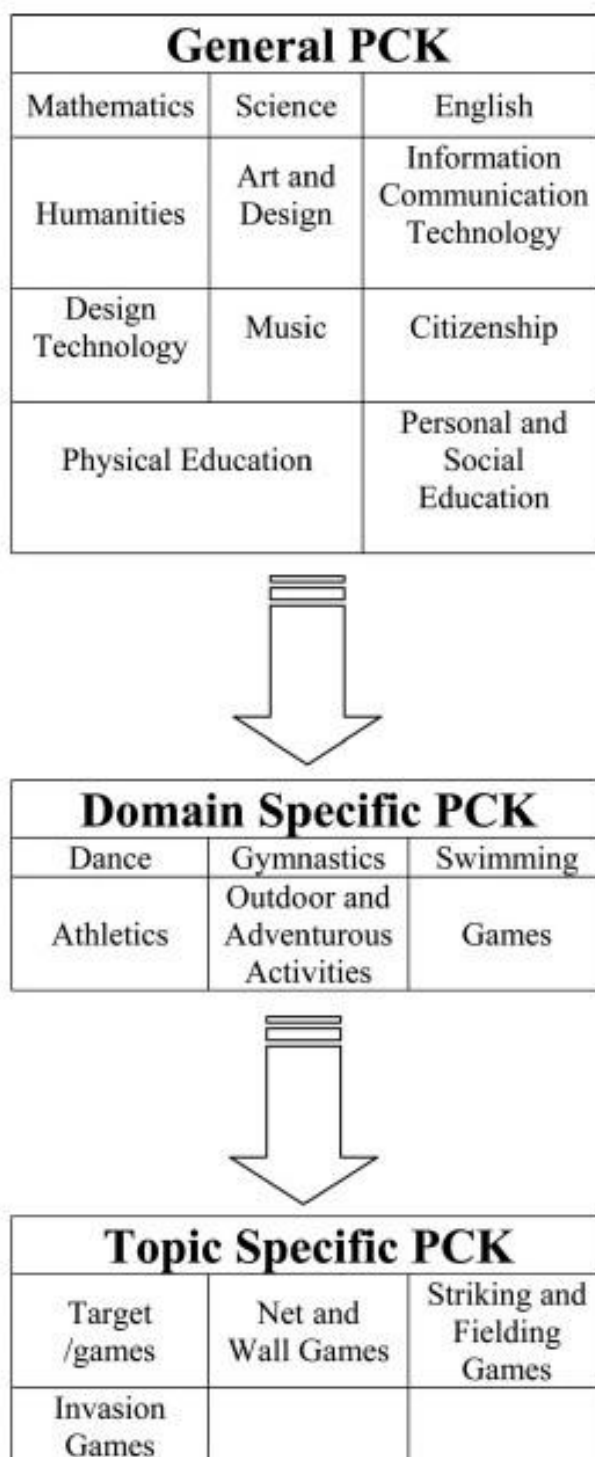 General PCK
Mathematics Science English
Humanities
Art and
Design
Information
Communication
Technology
Design
Technology
Music
Citizenship
Physical Education
Personal and
Social
Education
Domain Specific PCK
Dance Gymnastics Swimming
Athletics
Outdoor and
Adventurous
Activities
Games
Topic Specific PCK
Target
/games
Net and
Wall Games
Striking and
Fielding
Games
Invasion
Games